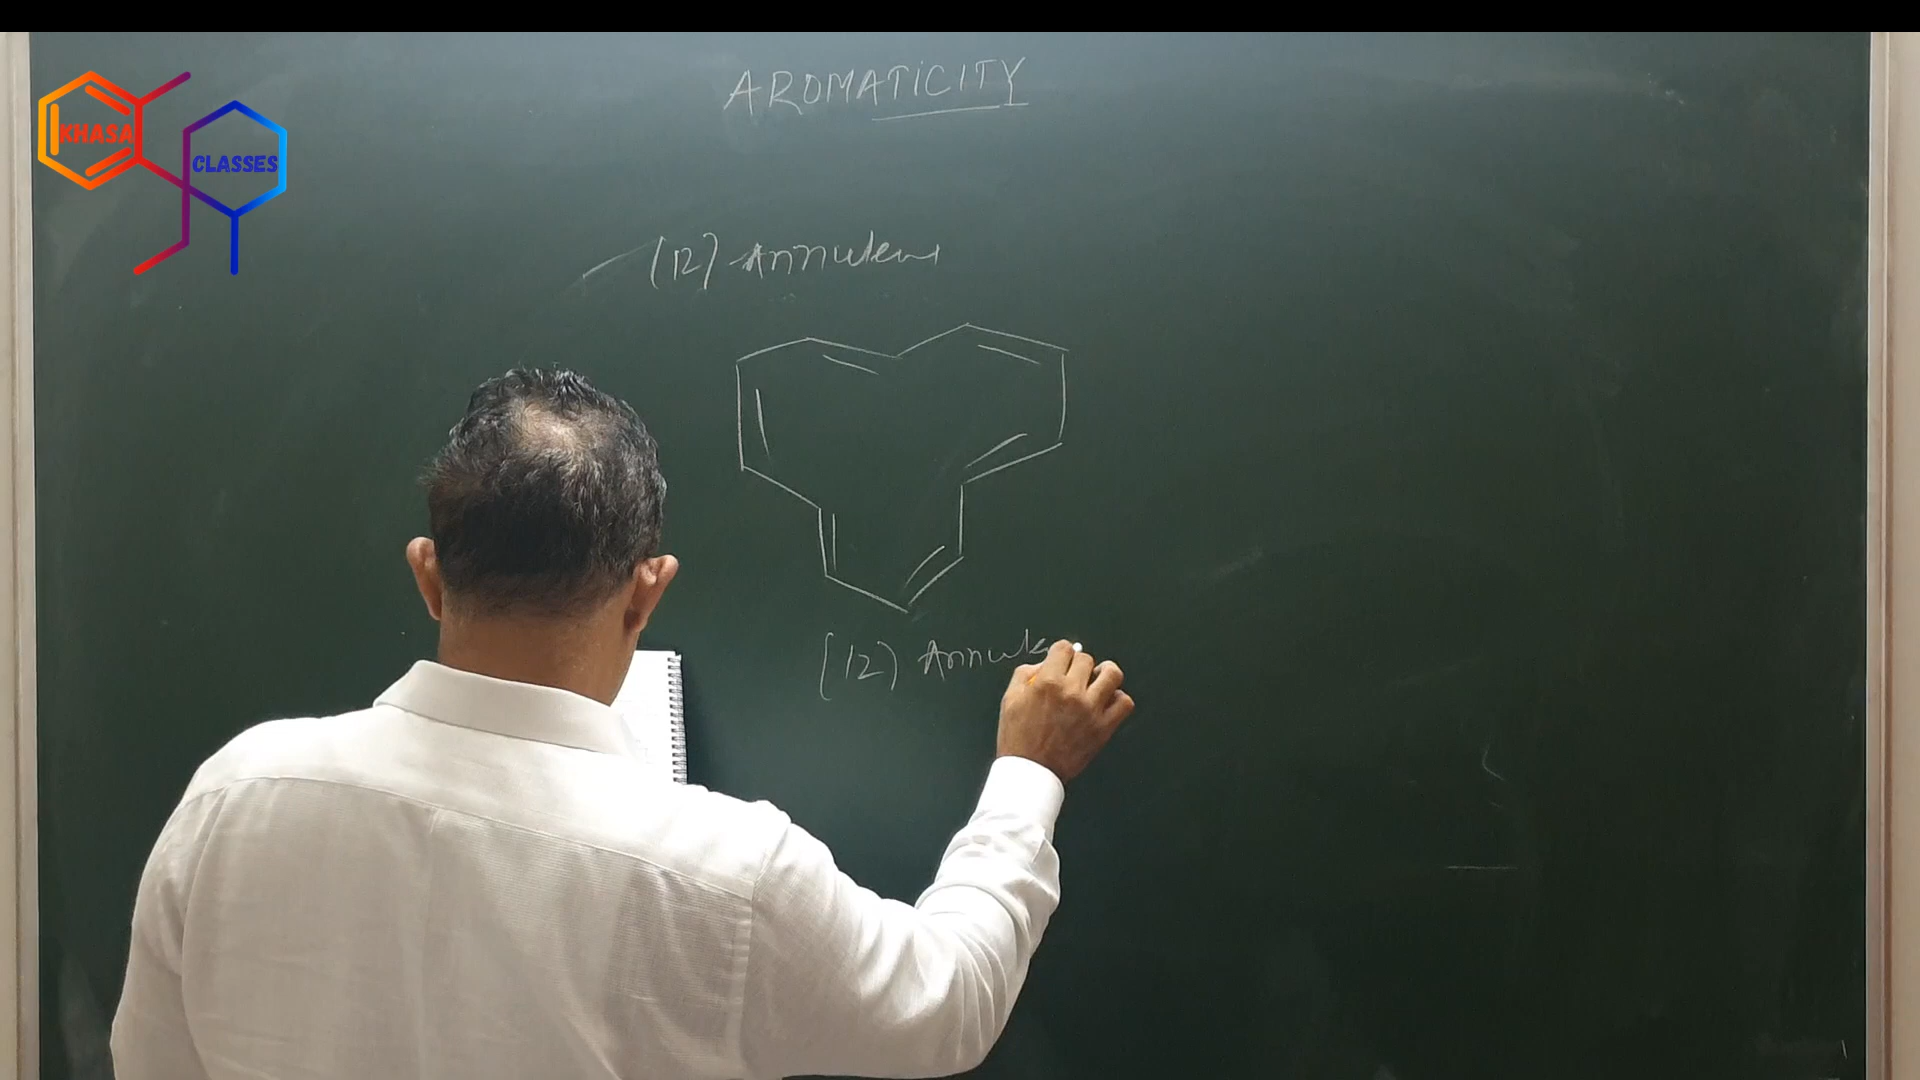 AROMATICITY
KHASA
CLASSES
(12) Annulene
(12) Annule